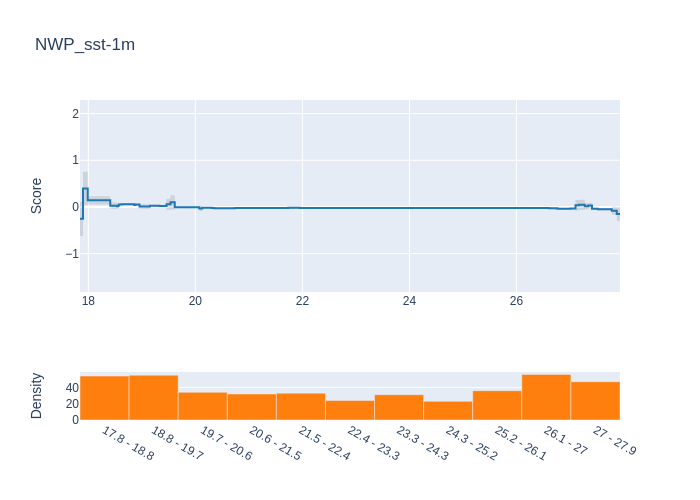 NWP_sst-1m
2
1
0
−1
Score
18 20 22 24 26
40
20
0
Density
17.8 - 18.8
18.8 - 19.7
19.7 - 20.6
20.6 - 21.5
21.5 - 22.4
22.4 - 23.3
23.3 - 24.3
24.3 - 25.2
25.2 - 26.1
26.1 - 27
27 - 27.9